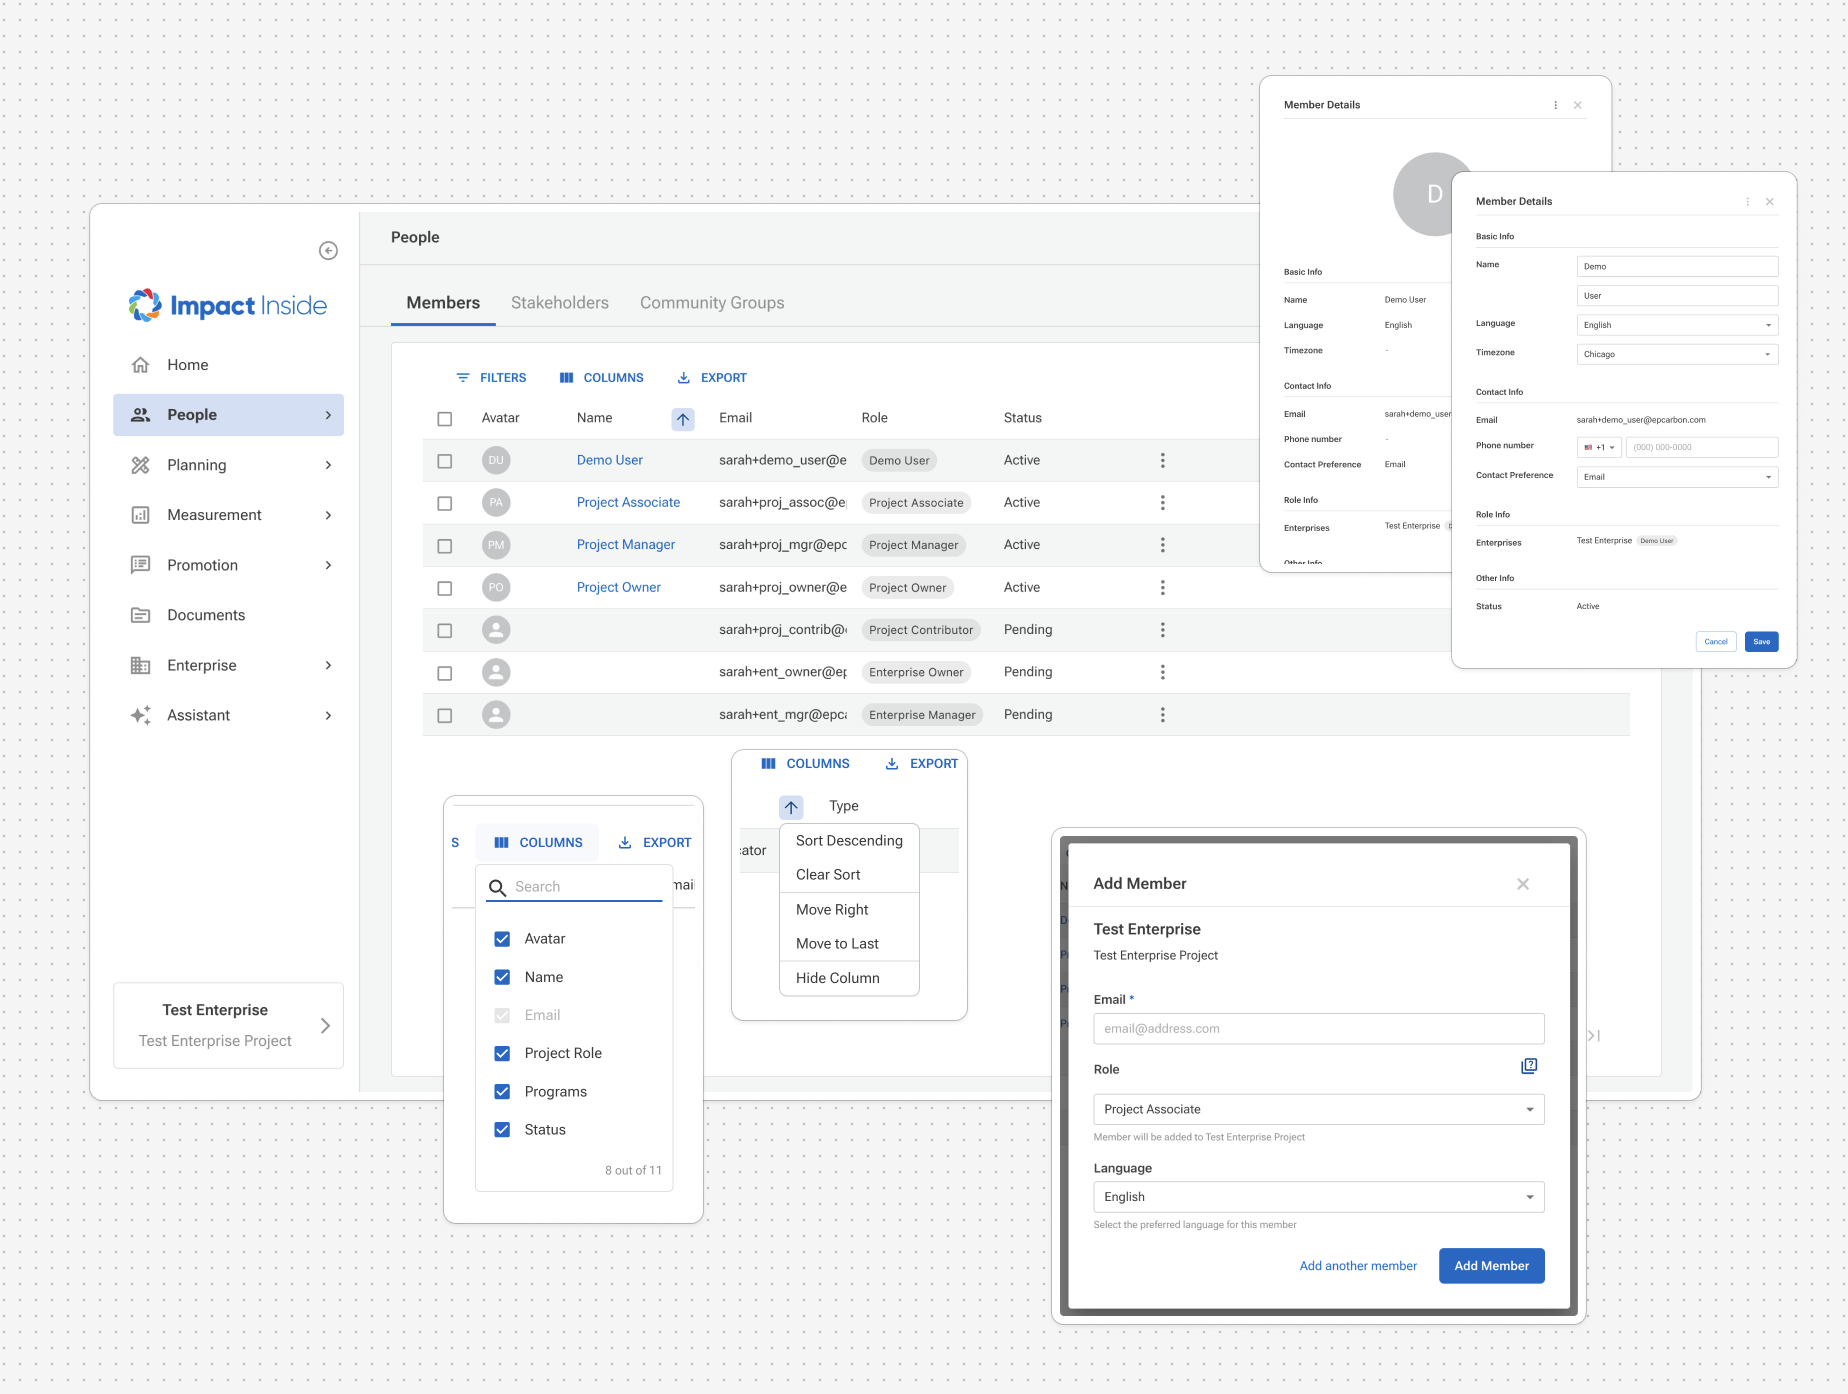 Impact Inside
Home
People
Planning
Measurement
Promotion
Documents
Enterprise
Assistant
Test Enterprise
Test Enterprise Project
People
Members Stakeholders Community Groups
FILTERS COLUMNS EXPORT
Avatar Name Email Role Status
DU Demo User sarah+demo_user@e Demo User Active
PA Project Associate sarah+proj_assoc@e Project Associate Active
PM Project Manager sarah+proj_mgr@epc Project Manager Active
PO Project Owner sarah+proj_owner@e Project Owner Active
sarah+proj_contrib@ Project Contributor Pending
sarah+ent_owner@e Enterprise Owner Pending
sarah+ent_mgr@epc Enterprise Manager Pending
Member Details
D
Basic Info
Name Demo User
Language English
Timezone -
Contact Info
Email sarah+demo_user
Phone number -
Contact Preference Email
Role Info
Enterprises Test Enterprise
Other Info
Member Details
Basic Info
Name Demo
User
Language English
Timezone Chicago
Contact Info
Email sarah+demo_user@epcarbon.com
Phone number +1 (000) 000-0000
Contact Preference Email
Role Info
Enterprises Test Enterprise Demo User
Other Info
Status Active
Cancel Save
S COLUMNS EXPORT
Search
mai
Avatar
Name
Email
Project Role
Programs
Status
8 out of 11
COLUMNS EXPORT
Type
ator
Sort Descending
Clear Sort
Move Right
Move to Last
Hide Column
Add Member
Test Enterprise
Test Enterprise Project
Email *
email@address.com
Role
Project Associate
Member will be added to Test Enterprise Project
Language
English
Select the preferred language for this member
Add another member Add Member